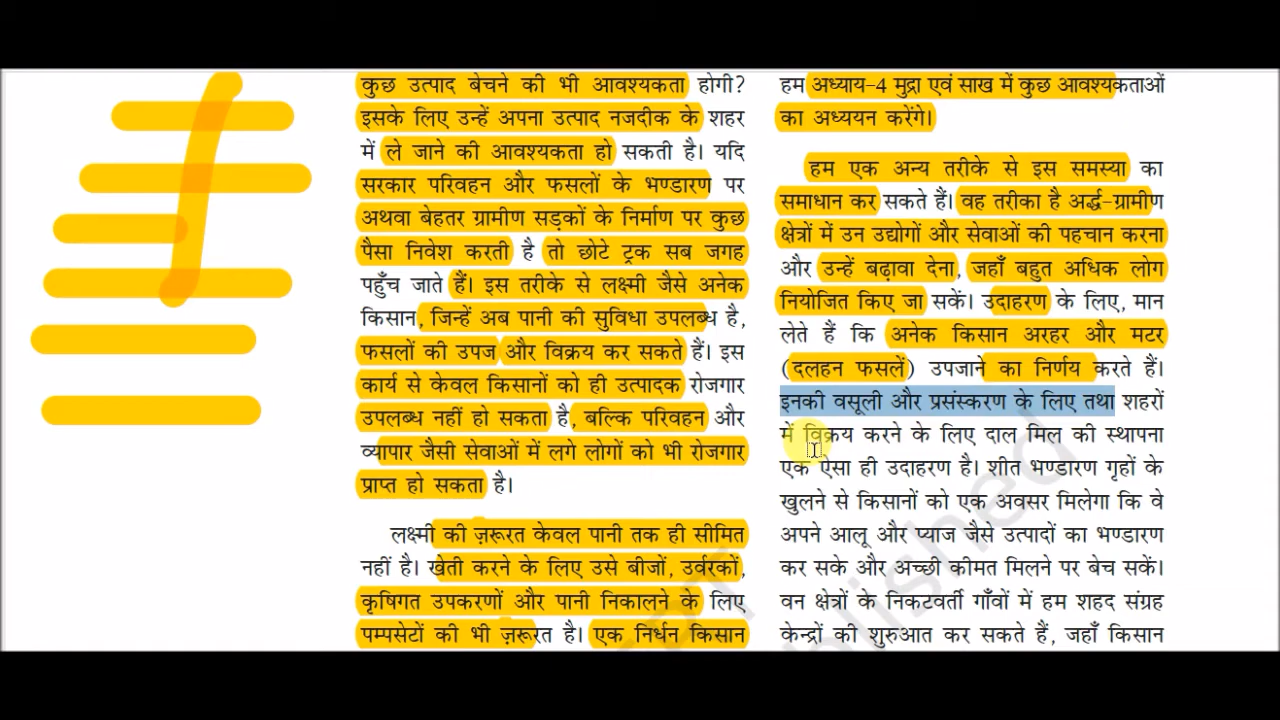 कुछ उत्पाद बेचने की भी आवश्यकता होगी?
इसके लिए उन्हें अपना उत्पाद नजदीक के शहर
में ले जाने की आवश्यकता हो सकती है। यदि
सरकार परिवहन और फसलों के भण्डारण पर
अथवा बेहतर ग्रामीण सड़कों के निर्माण पर कुछ
पैसा निवेश करती है तो छोटे ट्रक सब जगह
पहुँच जाते हैं। इस तरीके से लक्ष्मी जैसे अनेक
किसान, जिन्हें अब पानी की सुविधा उपलब्ध है,
फसलों की उपज और विक्रय कर सकते हैं। इस
कार्य से केवल किसानों को ही उत्पादक रोजगार
उपलब्ध नहीं हो सकता है, बल्कि परिवहन और
व्यापार जैसी सेवाओं में लगे लोगों को भी रोजगार
प्राप्त हो सकता है।
लक्ष्मी की ज़रूरत केवल पानी तक ही सीमित
नहीं है। खेती करने के लिए उसे बीजों, उर्वरकों,
कृषिगत उपकरणों और पानी निकालने के लिए
पम्पसेटों की भी ज़रूरत है। एक निर्धन किसान
हम अध्याय-4 मुद्रा एवं साख में कुछ आवश्यकताओं
का अध्ययन करेंगे।
हम एक अन्य तरीके से इस समस्या का
समाधान कर सकते हैं। वह तरीका है अर्द्ध-ग्रामीण
क्षेत्रों में उन उद्योगों और सेवाओं की पहचान करना
और उन्हें बढ़ावा देना, जहाँ बहुत अधिक लोग
नियोजित किए जा सकें। उदाहरण के लिए, मान
लेते हैं कि अनेक किसान अरहर और मटर
(दलहन फसलें) उपजाने का निर्णय करते हैं।
इनकी वसूली और प्रसंस्करण के लिए तथा शहरों
में विक्रय करने के लिए दाल मिल की स्थापना
एक ऐसा ही उदाहरण है। शीत भण्डारण गृहों के
खुलने से किसानों को एक अवसर मिलेगा कि वे
अपने आलू और प्याज जैसे उत्पादों का भण्डारण
कर सके और अच्छी कीमत मिलने पर बेच सकें।
वन क्षेत्रों के निकटवर्ती गाँवों में हम शहद संग्रह
केन्द्रों की शुरुआत कर सकते हैं, जहाँ किसान